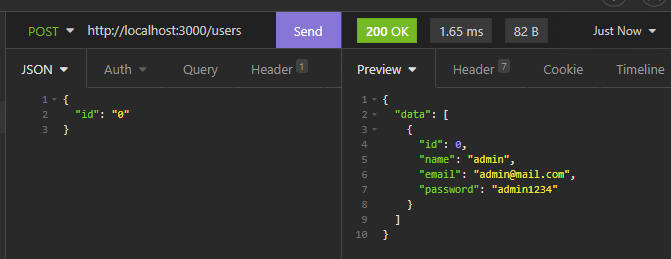 POST http://localhost:3000/users Send 200 OK 1.65 ms 82 B Just Now
JSON Auth Query Header 1 Preview Header 7 Cookie Timeline
1 {
2 "id": "0"
3 }
1 {
2 "data": [
3 {
4 "id": 0,
5 "name": "admin",
6 "email": "admin@mail.com",
7 "password": "admin1234"
8 }
9 ]
10 }